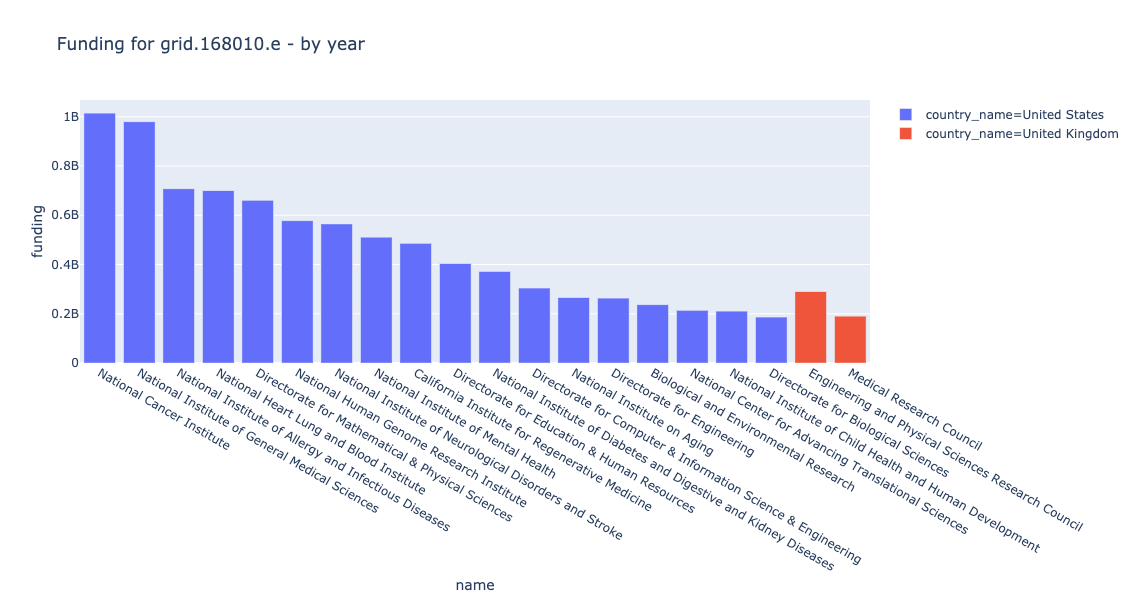 Funding for grid.168010.e - by year
country_name=United States
country_name=United Kingdom
funding
1B
0.8B
0.6B
0.4B
0.2B
0
National Cancer Institute
National Institute of General Medical Sciences
National Institute of Allergy and Infectious Diseases
National Heart Lung and Blood Institute
Directorate for Mathematical & Physical Sciences
National Human Genome Research Institute
National Institute of Neurological Disorders and Stroke
National Institute of Mental Health
California Institute for Regenerative Medicine
Directorate for Education & Human Resources
National Institute of Diabetes and Digestive and Kidney Diseases
Directorate for Computer & Information Science & Engineering
National Institute on Aging
Directorate for Engineering
Biological and Environmental Research
National Center for Advancing Translational Sciences
National Institute of Child Health and Human Development
Directorate for Biological Sciences
Engineering and Physical Sciences Research Council
Medical Research Council
name